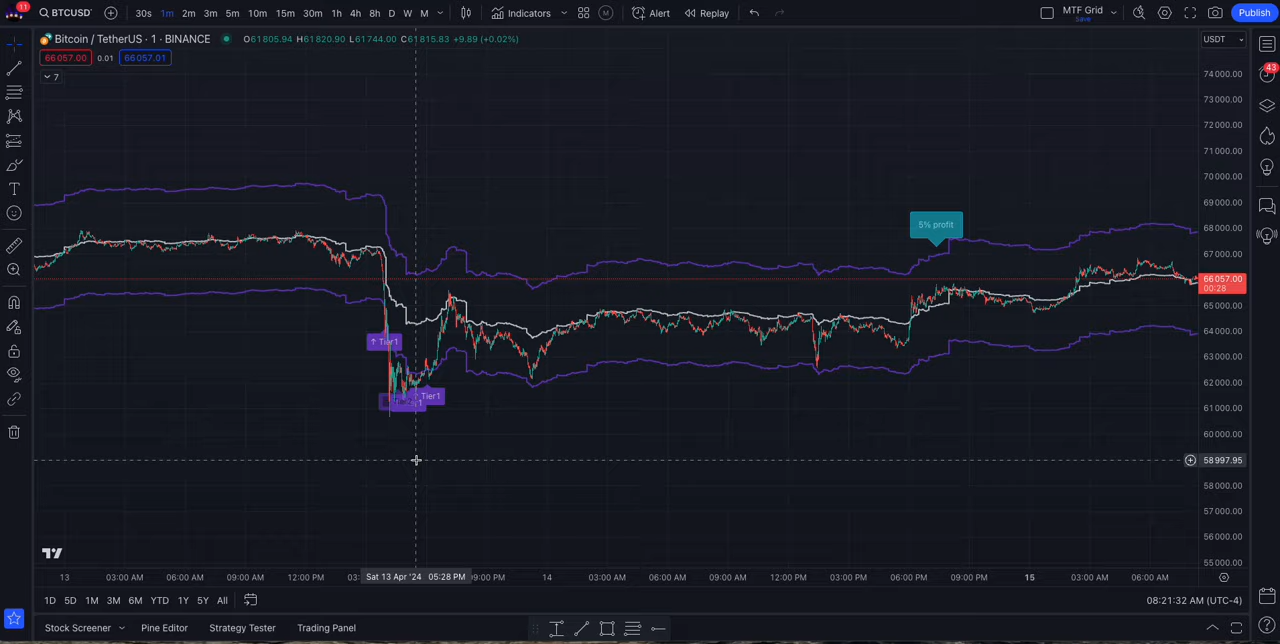 11
BTCUSD 30s 1m 2m 3m 5m 10m 15m 30m 1h 4h 8h D W M Indicators M Alert Replay MTF Grid Save Publish
Bitcoin / TetherUS · 1 · BINANCE O61805.94 H61820.90 L61744.00 C61815.83 +9.89 (+0.02%)
USDT
66057.00 0.01 66057.01
7
43
74000.00
73000.00
72000.00
71000.00
70000.00
69000.00
68000.00
5% profit
67000.00
66057.00
00:28
65000.00
64000.00
↑ Tier1
63000.00
62000.00
Tier1
61000.00
60000.00
58997.95
58000.00
57000.00
56000.00
55000.00
13 03:00 AM 06:00 AM 09:00 AM 12:00 PM 03: Sat 13 Apr '24 05:28 PM 09:00 PM 14 03:00 AM 06:00 AM 09:00 AM 12:00 PM 03:00 PM 06:00 PM 09:00 PM 15 03:00 AM 06:00 AM
1D 5D 1M 3M 6M YTD 1Y 5Y All 08:21:32 AM (UTC-4)
Stock Screener Pine Editor Strategy Tester Trading Panel